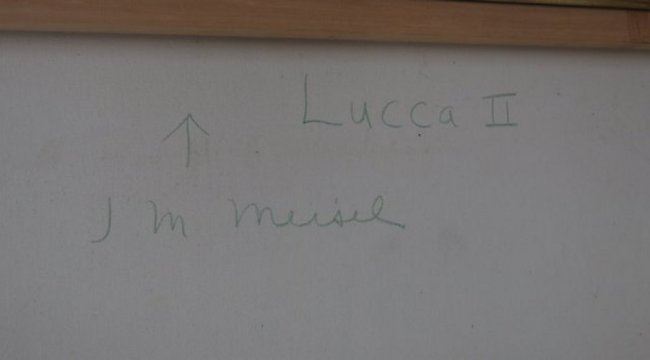 Lucca II
↑
J M Meisel